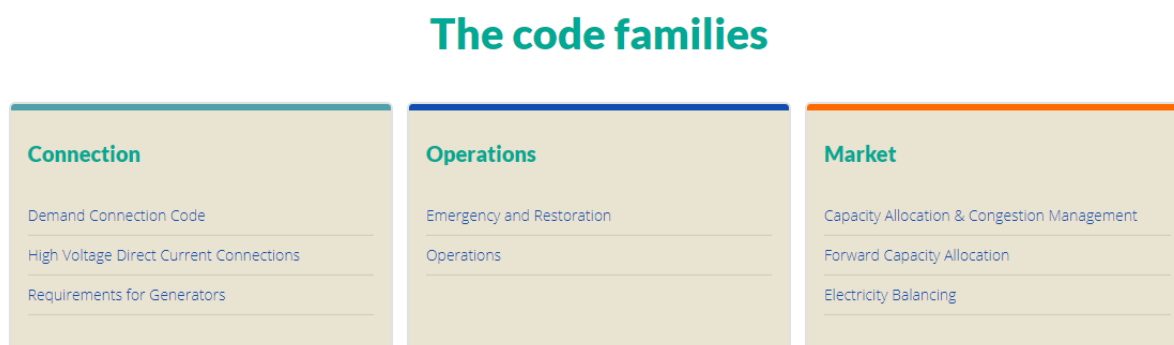 The code families
Connection
Demand Connection Code
High Voltage Direct Current Connections
Requirements for Generators
Operations
Emergency and Restoration
Operations
Market
Capacity Allocation & Congestion Management
Forward Capacity Allocation
Electricity Balancing